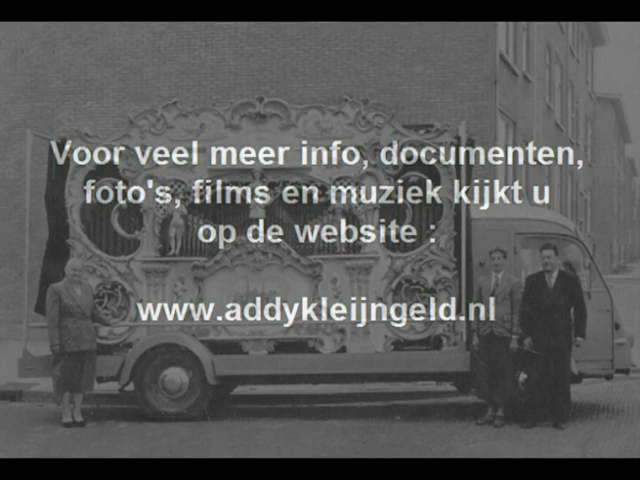 Voor veel meer info, documenten,
foto's, films en muziek kijkt u
op de website :
www.addykleijngeld.nl